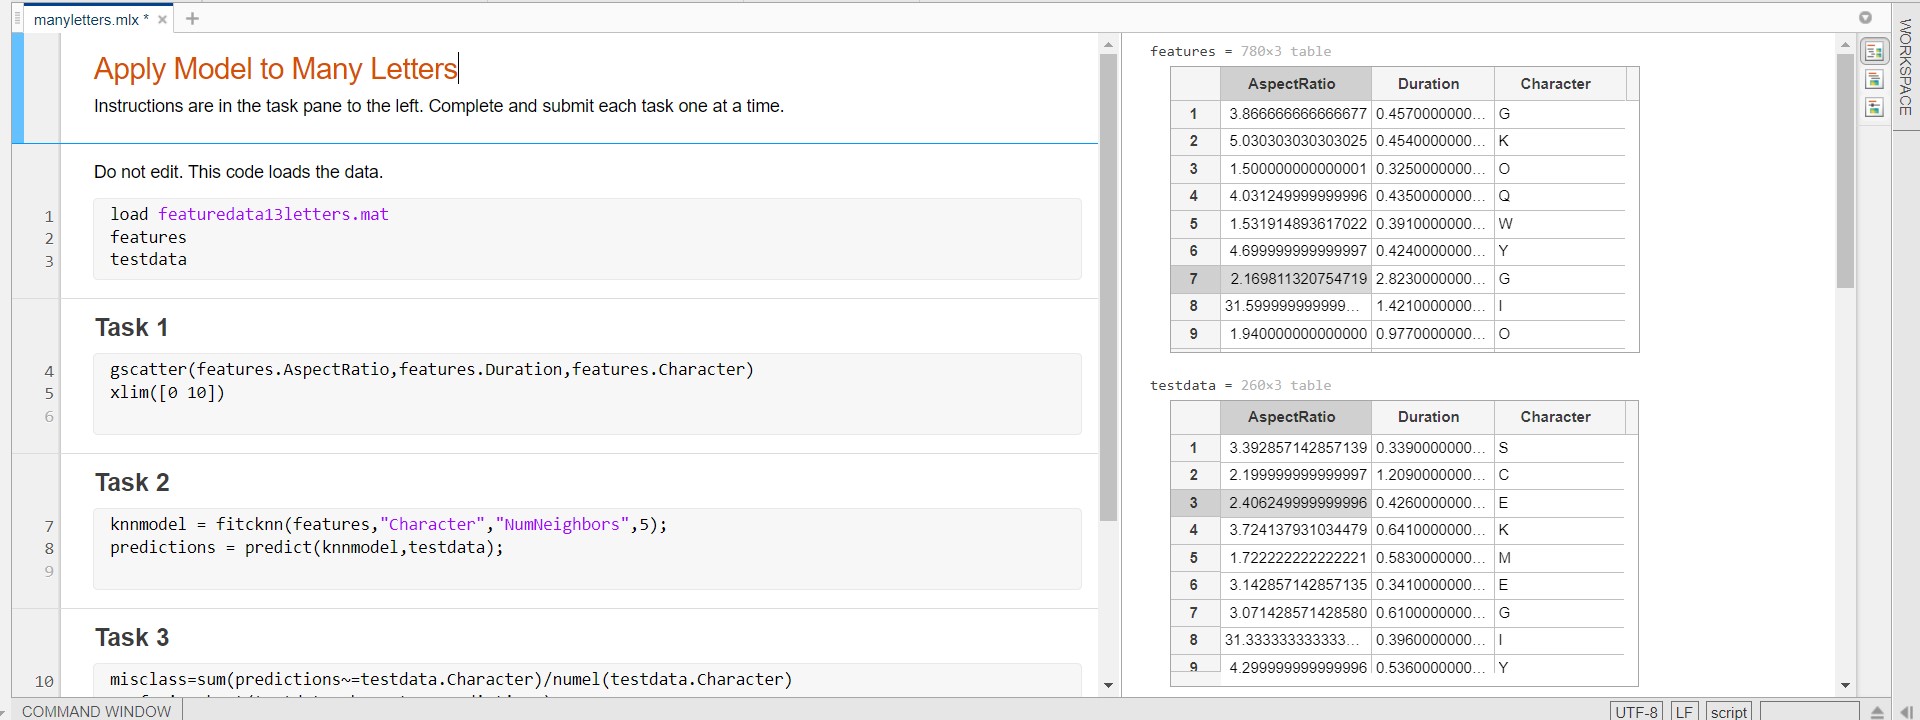 manyletters.mlx * × +
Apply Model to Many Letters
Instructions are in the task pane to the left. Complete and submit each task one at a time.
Do not edit. This code loads the data.
1 load featuredata13letters.mat
2 features
3 testdata
Task 1
4 gscatter(features.AspectRatio,features.Duration,features.Character)
5 xlim([0 10])
6
Task 2
7 knnmodel = fitcknn(features,"Character","NumNeighbors",5);
8 predictions = predict(knnmodel,testdata);
9
Task 3
10 misclass=sum(predictions~=testdata.Character)/numel(testdata.Character)
features = 780×3 table
AspectRatio Duration Character
1 3.866666666666677 0.4570000000... G
2 5.030303030303025 0.4540000000... K
3 1.500000000000001 0.3250000000... O
4 4.031249999999996 0.4350000000... Q
5 1.531914893617022 0.3910000000... W
6 4.699999999999997 0.4240000000... Y
7 2.169811320754719 2.8230000000... G
8 31.599999999999... 1.4210000000... I
9 1.940000000000000 0.9770000000... O
testdata = 260×3 table
AspectRatio Duration Character
1 3.392857142857139 0.3390000000... S
2 2.199999999999997 1.2090000000... C
3 2.406249999999996 0.4260000000... E
4 3.724137931034479 0.6410000000... K
5 1.722222222222221 0.5830000000... M
6 3.142857142857135 0.3410000000... E
7 3.071428571428580 0.6100000000... G
8 31.333333333333... 0.3960000000... I
9 4.299999999999996 0.5360000000... Y
WORKSPACE
COMMAND WINDOW
UTF-8 LF script